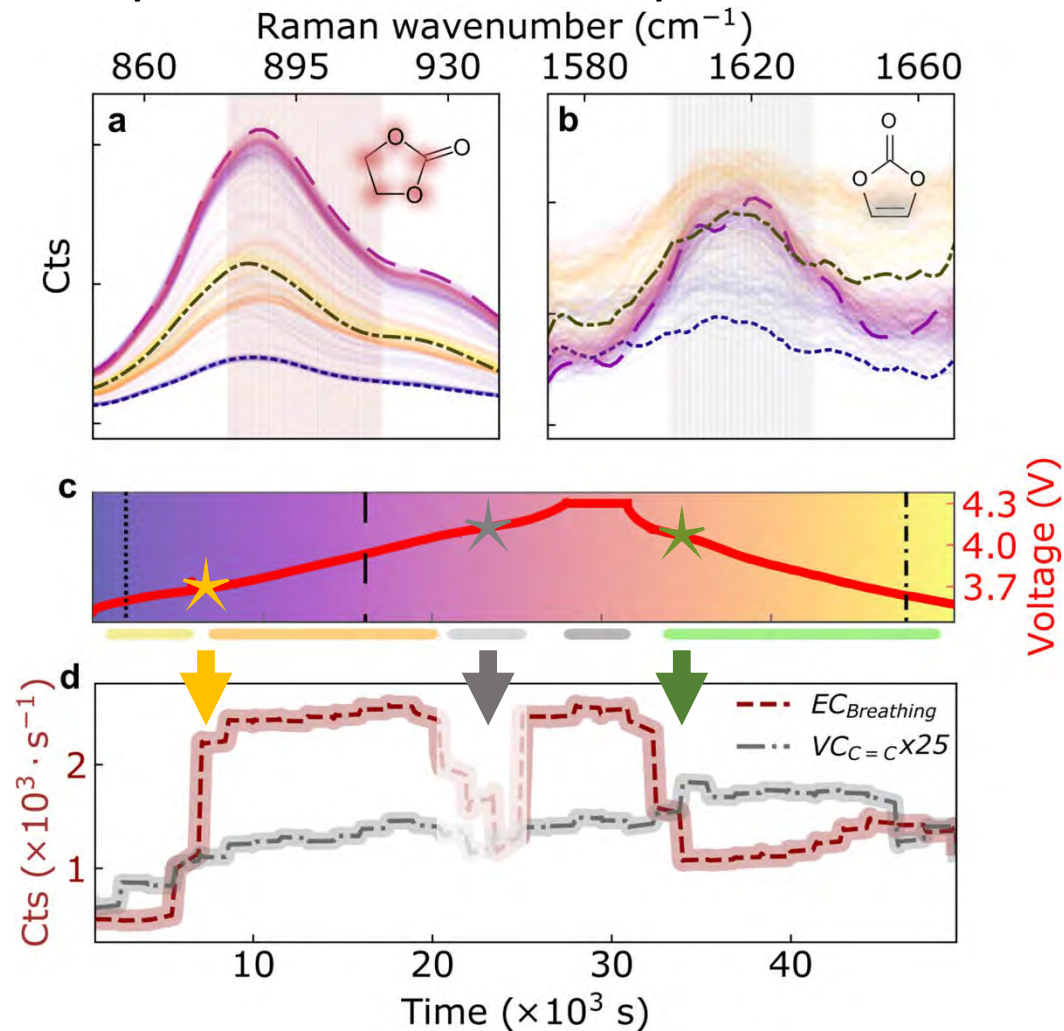 Raman wavenumber (cm⁻¹)
860 895 930 1580 1620 1660
a
O
O
O
b
O
O
O
Cts
c
4.3
4.0
3.7
Voltage (V)
d
EC_Breathing
VC_C = C x25
Cts (×10³ · s⁻¹)
2
1
10 20 30 40
Time (×10³ s)